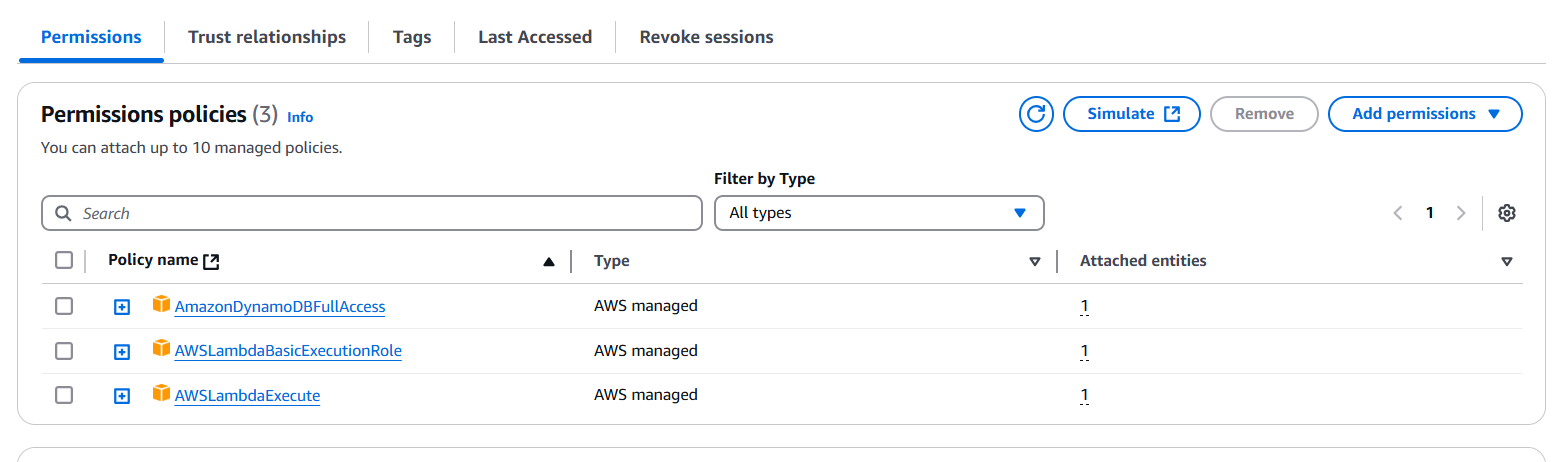 Permissions Trust relationships Tags Last Accessed Revoke sessions
Permissions policies (3) Info
Simulate Remove Add permissions
You can attach up to 10 managed policies.
Filter by Type
Search All types 1
Policy name Type Attached entities
AmazonDynamoDBFullAccess AWS managed 1
AWSLambdaBasicExecutionRole AWS managed 1
AWSLambdaExecute AWS managed 1